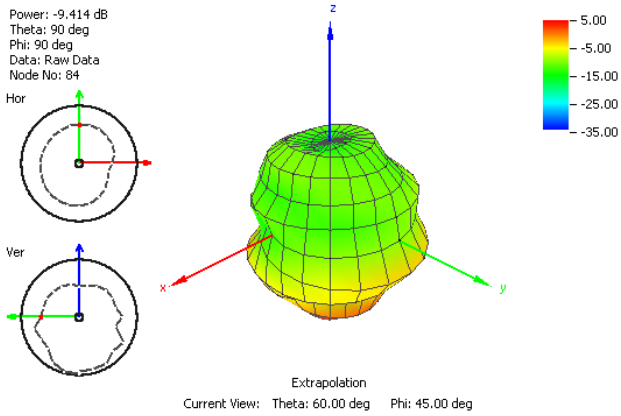 Power: -9.414 dB
Theta: 90 deg
Phi: 90 deg
Data: Raw Data
Node No: 84
Hor
Ver
z
x
y
5.00
-5.00
-15.00
-25.00
-35.00
Extrapolation
Current View: Theta: 60.00 deg Phi: 45.00 deg